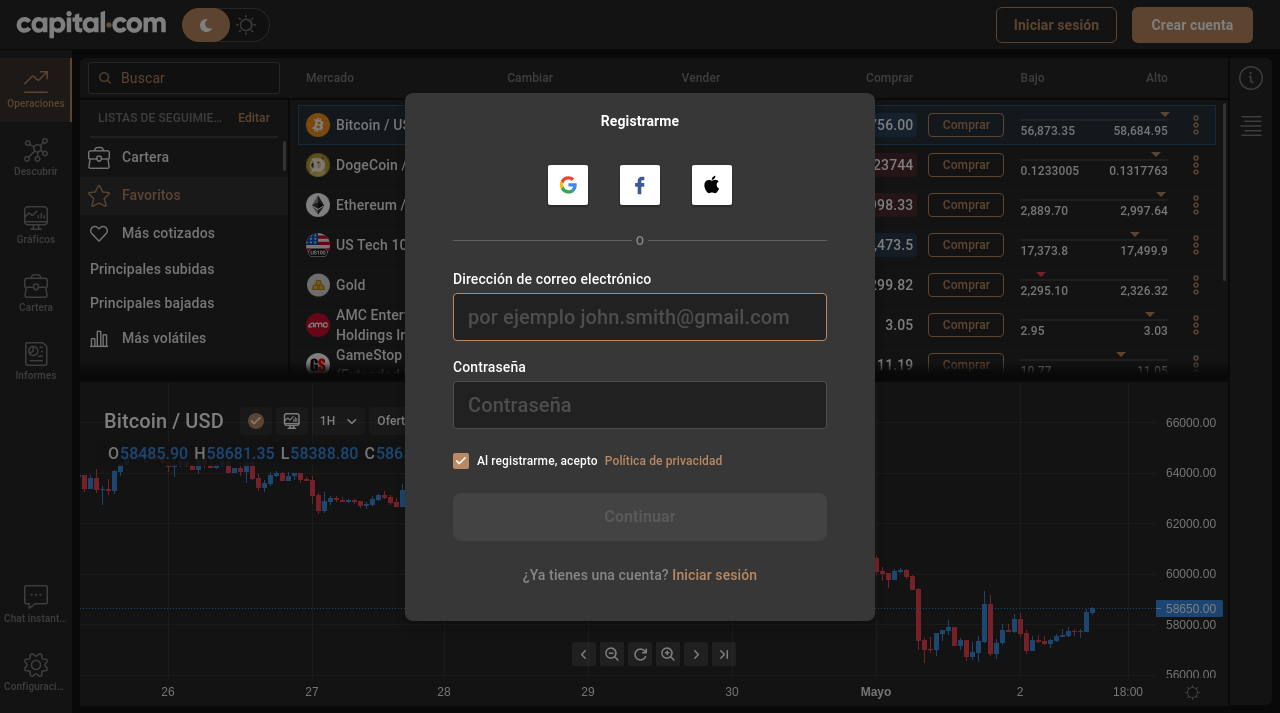 capital.com
Iniciar sesión
Crear cuenta
Operaciones
Descubrir
Gráficos
Cartera
Informes
Chat instant...
Configuraci...
Buscar
LISTAS DE SEGUIMIE...
Editar
Cartera
Favoritos
Más cotizados
Principales subidas
Principales bajadas
Más volátiles
Mercado
Cambiar
Vender
Comprar
Bajo
Alto
Bitcoin / US
756.00
Comprar
56,873.35
58,684.95
DogeCoin /
23744
Comprar
0.1233005
0.1317763
Ethereum /
998.33
Comprar
2,889.70
2,997.64
US100
US Tech 10
,473.5
Comprar
17,373.8
17,499.9
Gold
299.82
Comprar
2,295.10
2,326.32
amc
AMC Enter
Holdings In
3.05
Comprar
2.95
3.03
GameStop
11.19
Comprar
10.77
11.05
Registrarme
O
Dirección de correo electrónico
por ejemplo john.smith@gmail.com
Contraseña
Contraseña
Al registrarme, acepto Política de privacidad
Continuar
¿Ya tienes una cuenta? Iniciar sesión
Bitcoin / USD
1H
Ofert
O58485.90 H58681.35 L58388.80 C586
66000.00
64000.00
62000.00
60000.00
58650.00
58000.00
56000.00
26
27
28
29
30
Mayo
2
18:00